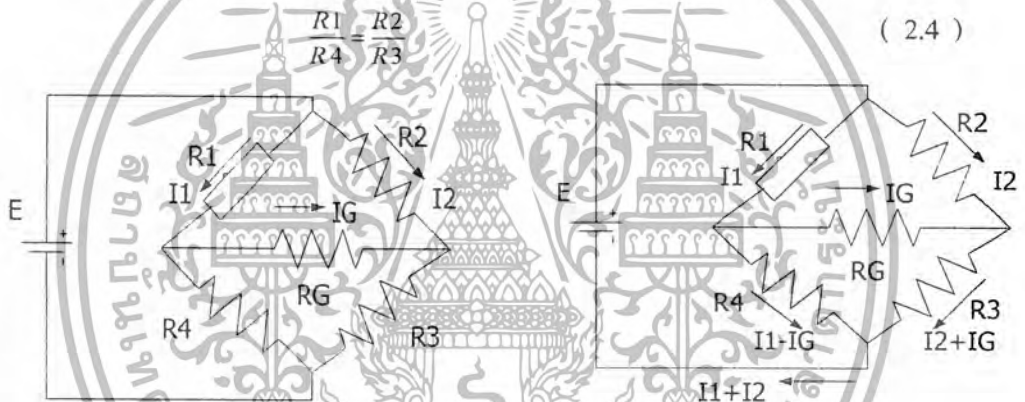 R1/R4 = R2/R3 ( 2.4 )
R1 R2
I1 I2
E IG
RG
R4 R3
R1 R2
I1 I2
E IG
RG
R4 R3
I1-IG I2+IG
I1+I2